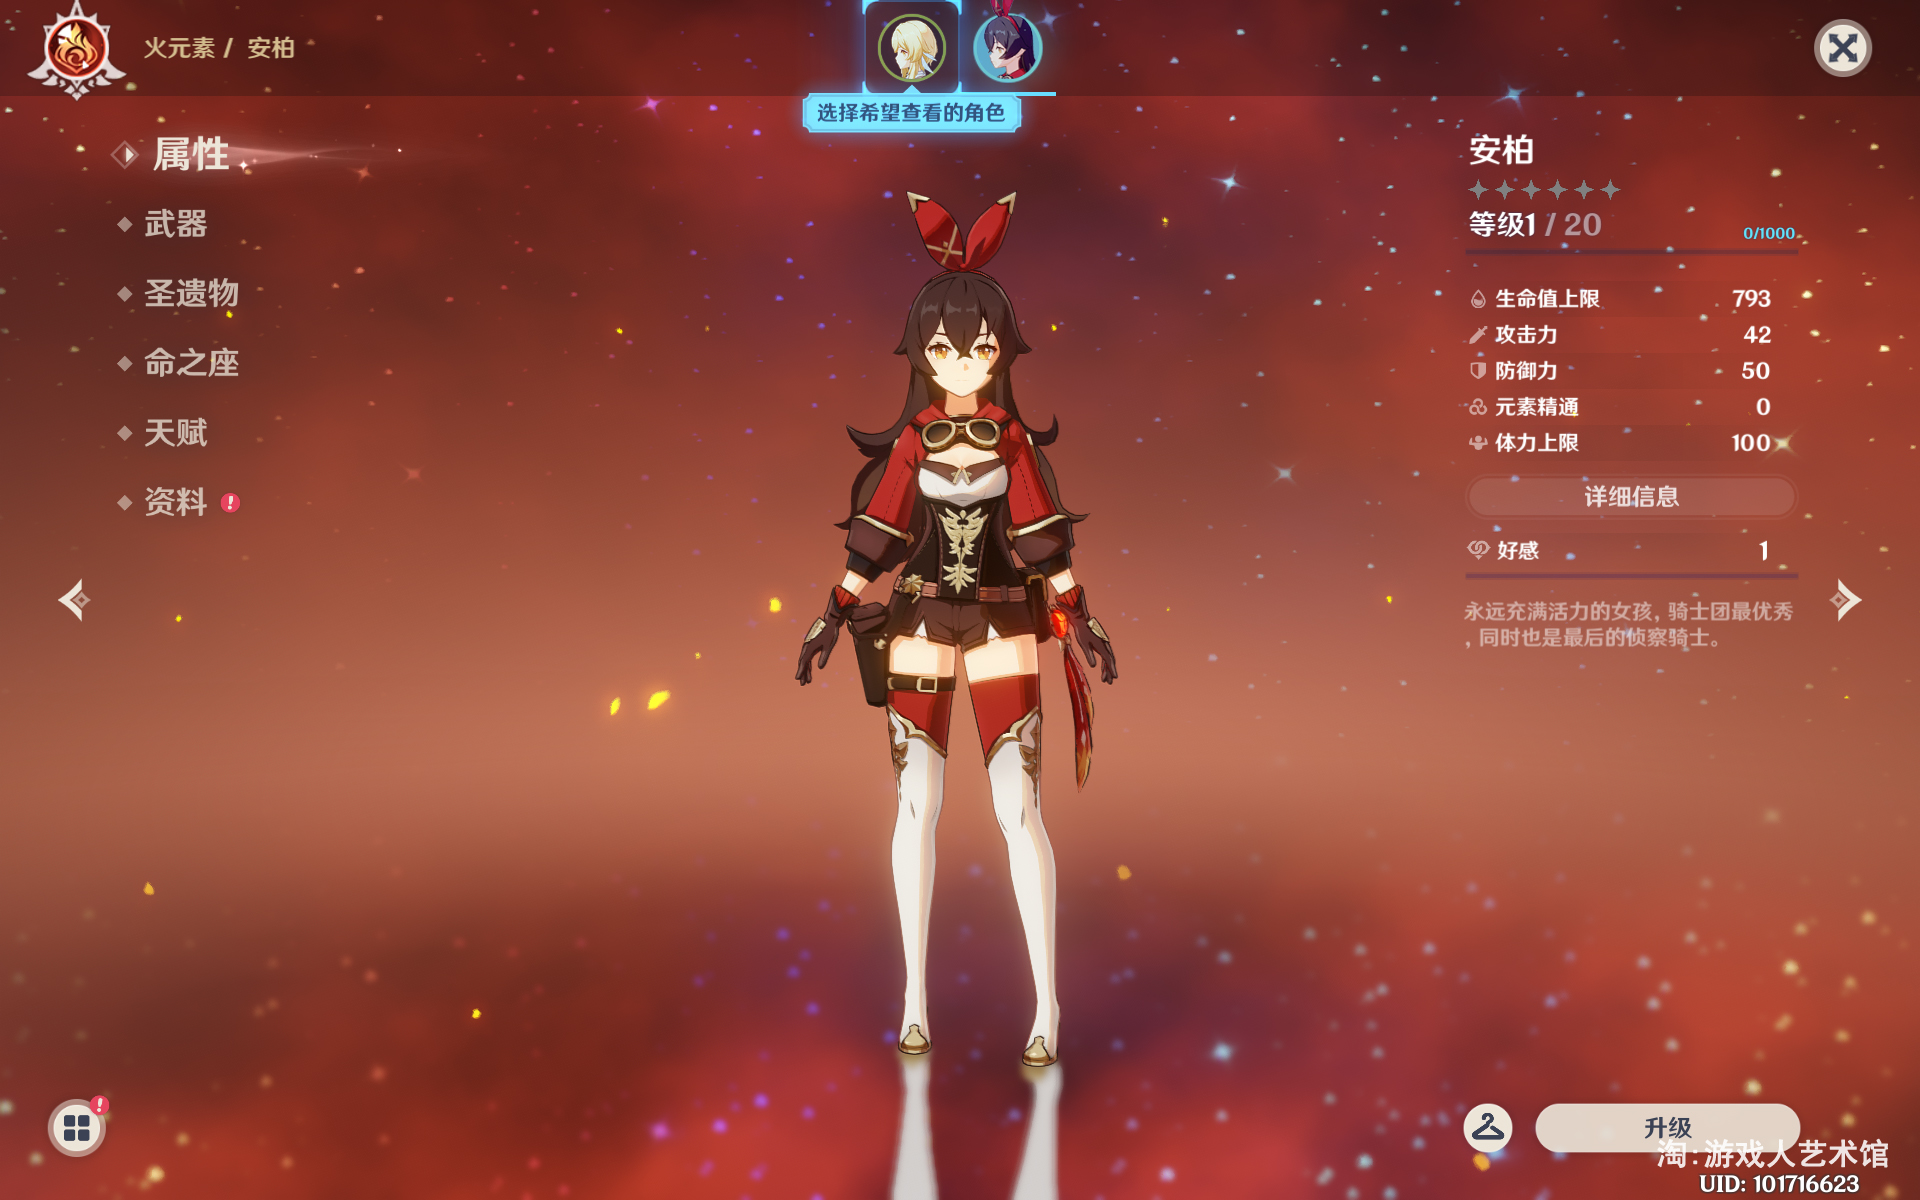 火元素 / 安柏
选择希望查看的角色
属性
武器
圣遗物
命之座
天赋
资料
安柏
等级1 / 20
0/1000
生命值上限 793
攻击力 42
防御力 50
元素精通 0
体力上限 100
详细信息
好感 1
永远充满活力的女孩, 骑士团最优秀
, 同时也是最后的侦察骑士。
升级
淘:游戏人艺术馆
UID: 101716623